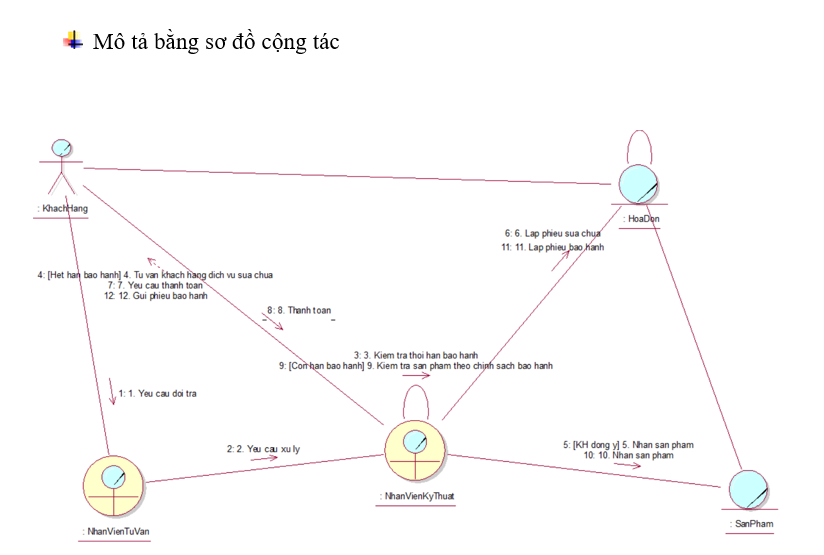 Mô tả bằng sơ đồ cộng tác
: KhachHang
: HoaDon
6: 6. Lap phieu sua chua
11: 11. Lap phieu bao hanh
4: [Het han bao hanh] 4. Tu van khach hang dich vu sua chua
7: 7. Yeu cau thanh toan
12: 12. Gui phieu bao hanh
8: 8. Thanh toan
3: 3. Kiem tra thoi han bao hanh
9: [Con han bao hanh] 9. Kiem tra san pham theo chinh sach bao hanh
1: 1. Yeu cau doi tra
2: 2. Yeu cau xu ly
5: [KH dong y] 5. Nhan san pham
10: 10. Nhan san pham
: NhanVienKyThuat
: NhanVienTuVan
: SanPham